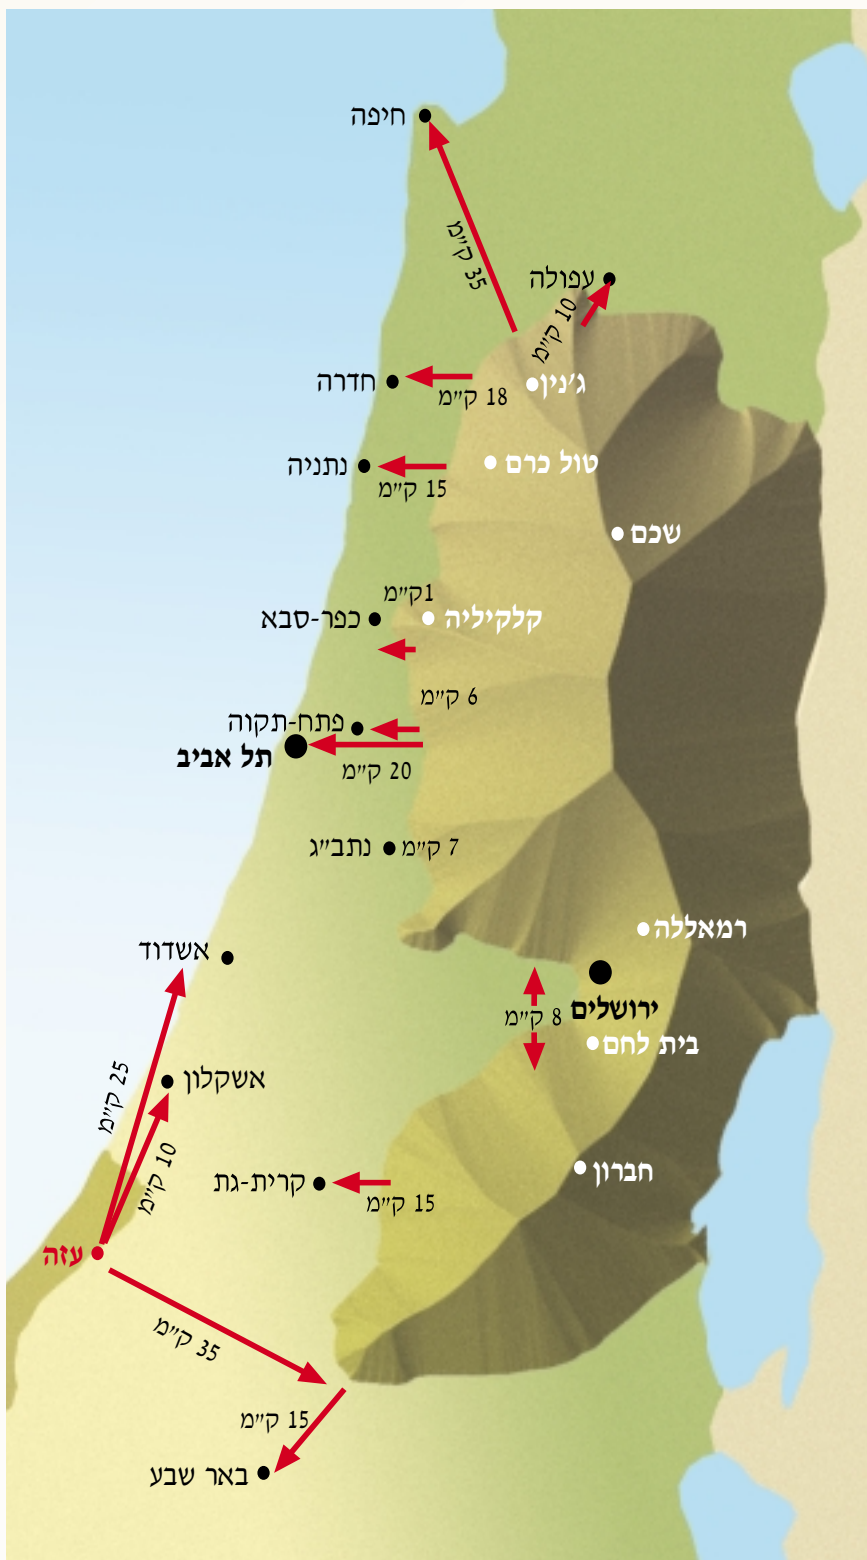 חיפה
35 ק״מ
עפולה
10 ק״מ
חדרה
18 ק״מ
ג׳נין
נתניה
15 ק״מ
טול כרם
שכם
1ק״מ
כפר-סבא
קלקיליה
6 ק״מ
פתח-תקוה
תל אביב
20 ק״מ
נתב״ג
7 ק״מ
רמאללה
אשדוד
ירושלים
8 ק״מ
בית לחם
25 ק״מ
אשקלון
10 ק״מ
קרית-גת
15 ק״מ
חברון
עזה
35 ק״מ
15 ק״מ
באר שבע